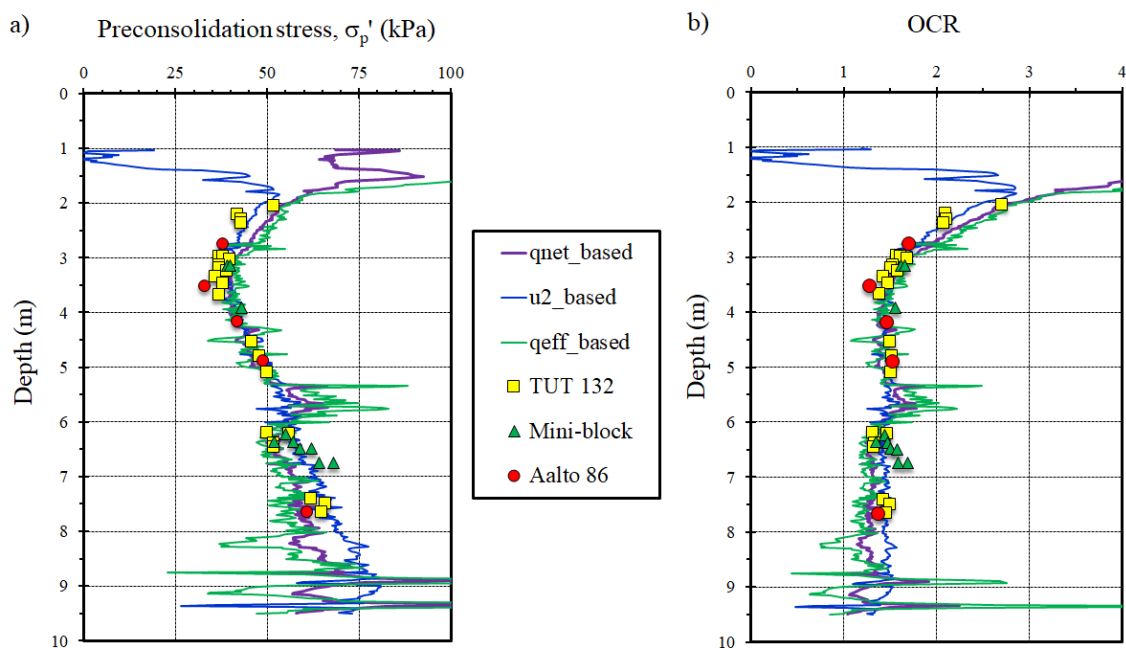 a)
Preconsolidation stress, σp' (kPa)
0 25 50 75 100
0
1
2
3
4
5
6
7
8
9
10
Depth (m)
qnet_based
u2_based
qeff_based
TUT 132
Mini-block
Aalto 86
b)
OCR
0 1 2 3 4
0
1
2
3
4
5
6
7
8
9
10
Depth (m)